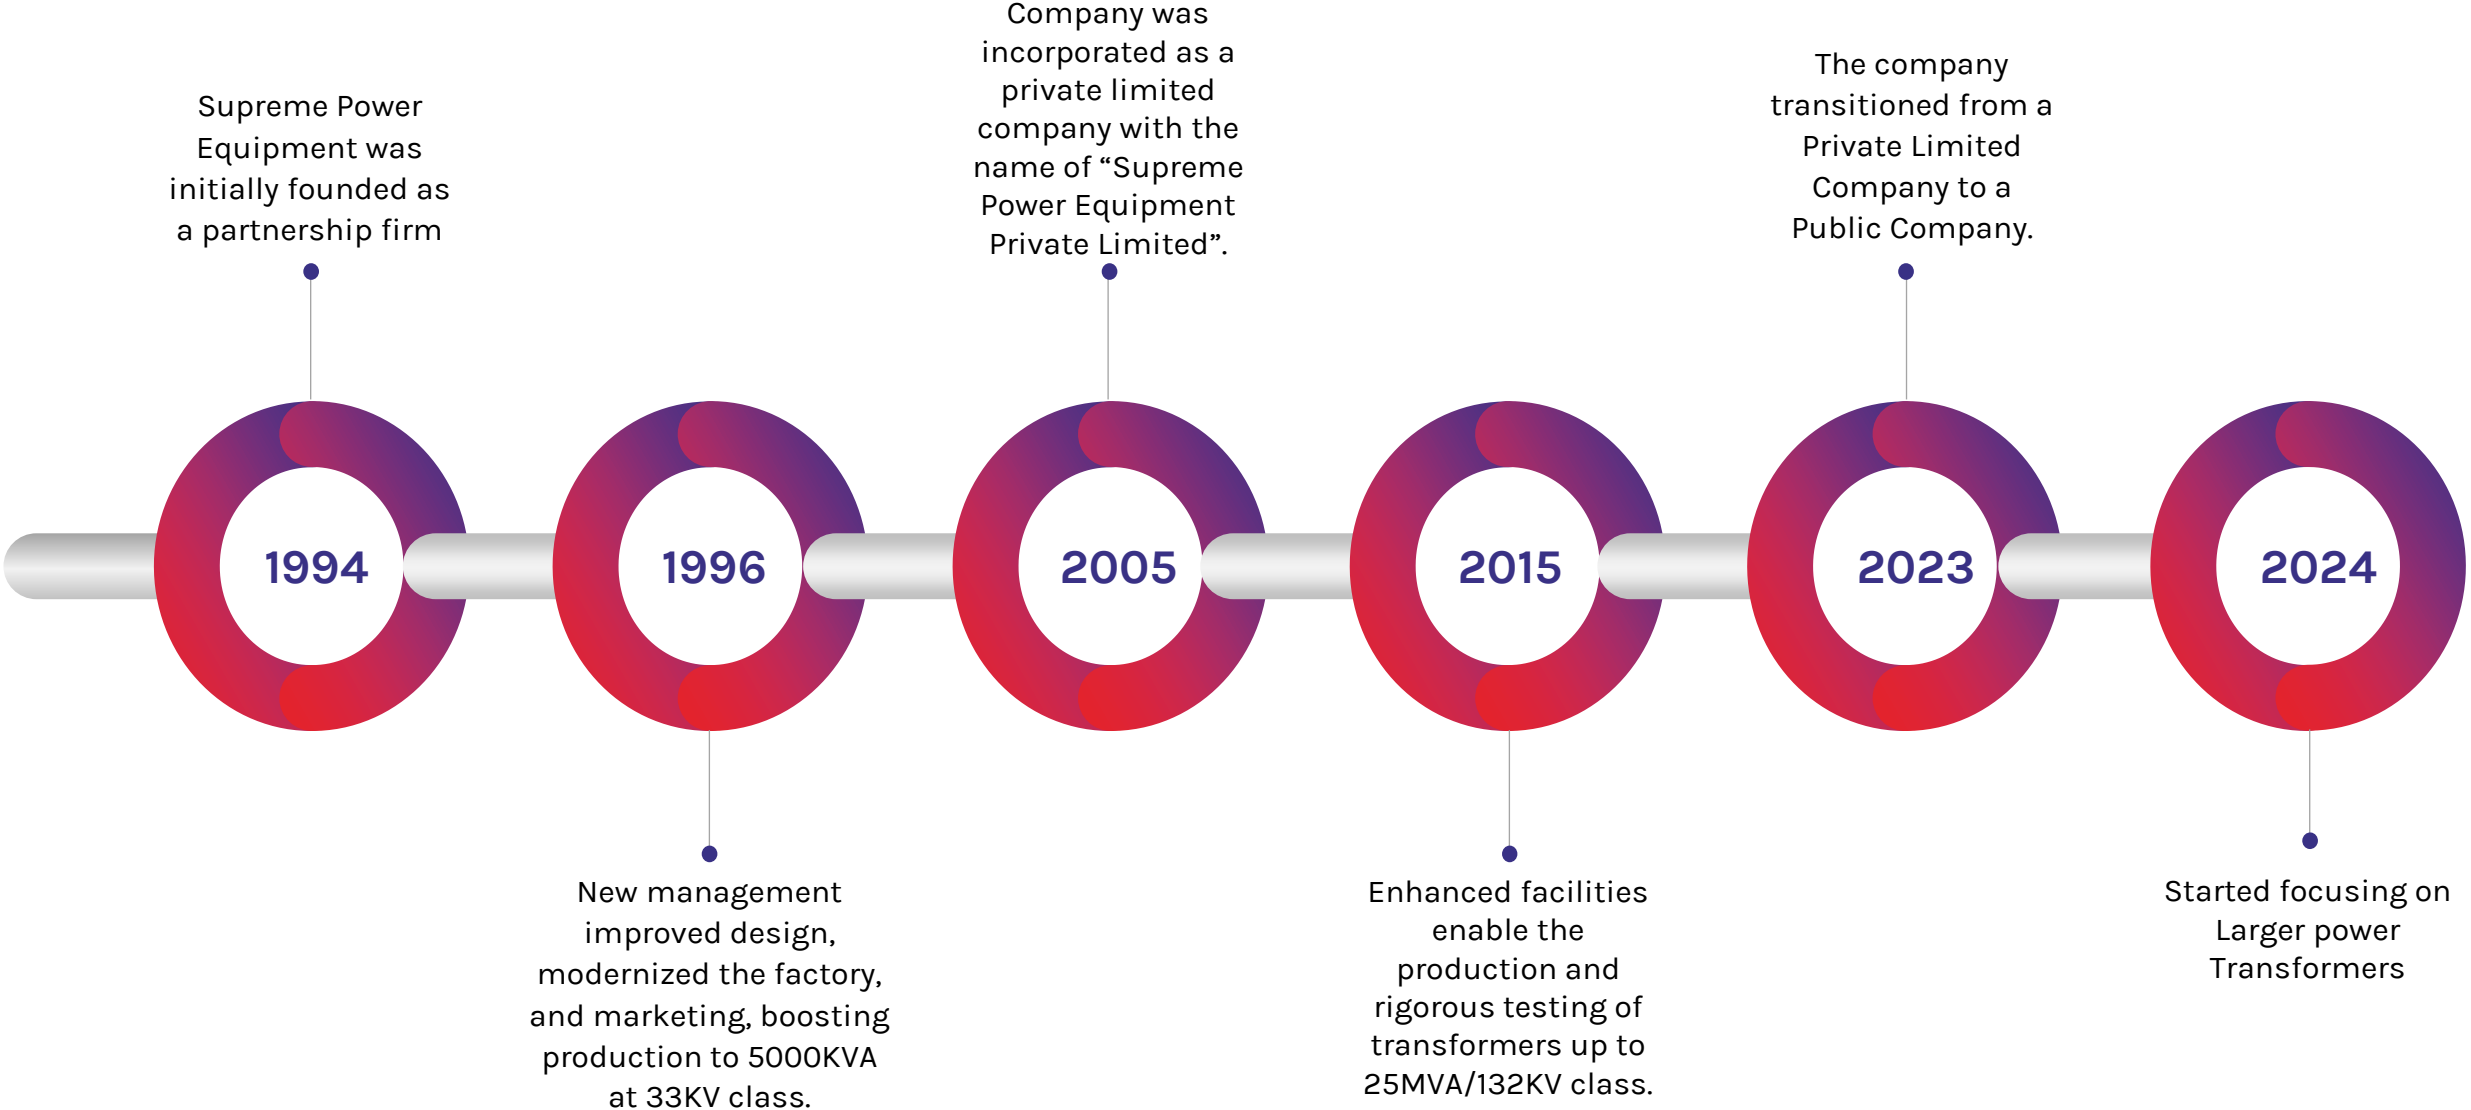 Supreme Power
Equipment was
initially founded as
a partnership firm
1994
1996
New management
improved design,
modernized the factory,
and marketing, boosting
production to 5000KVA
at 33KV class.
Company was
incorporated as a
private limited
company with the
name of “Supreme
Power Equipment
Private Limited”.
2005
2015
Enhanced facilities
enable the
production and
rigorous testing of
transformers up to
25MVA/132KV class.
The company
transitioned from a
Private Limited
Company to a
Public Company.
2023
2024
Started focusing on
Larger power
Transformers